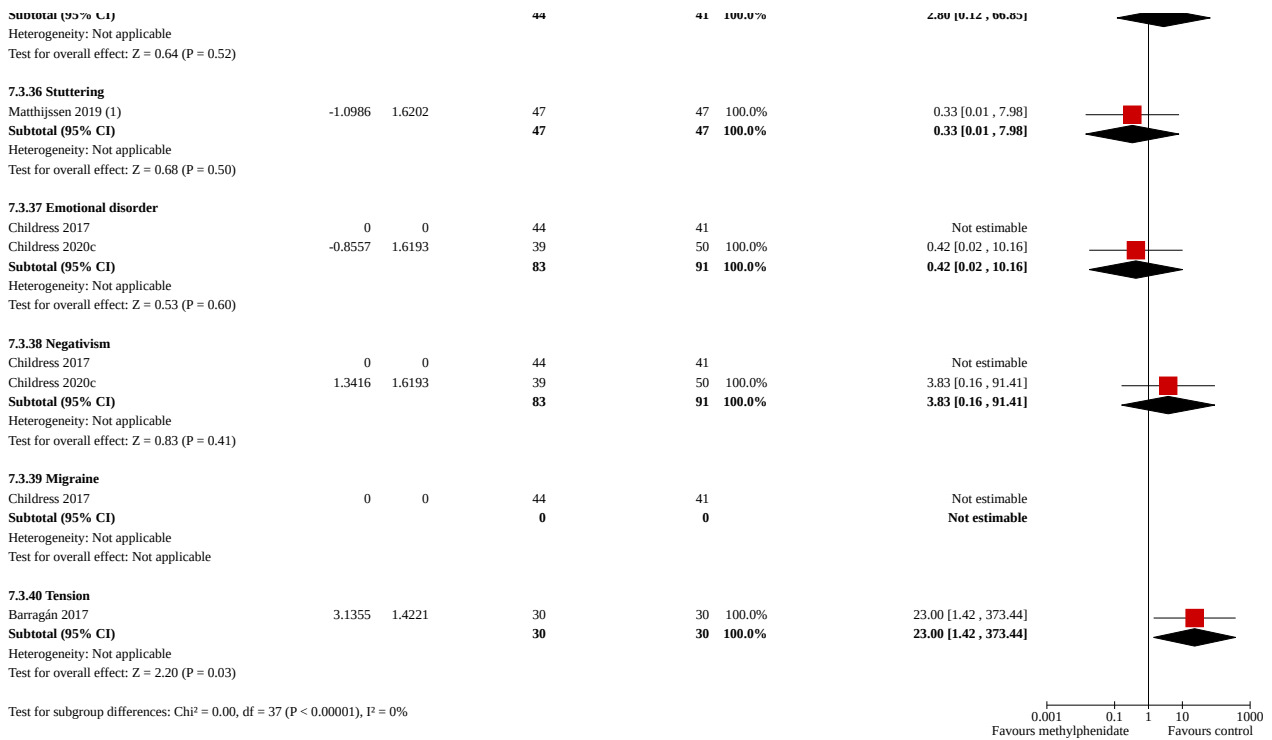 Subtotal (95% CI) 44 41 100.0% 2.80 [0.12 , 66.85]
Heterogeneity: Not applicable
Test for overall effect: Z = 0.64 (P = 0.52)
7.3.36 Stuttering
Matthijssen 2019 (1) -1.0986 1.6202 47 47 100.0% 0.33 [0.01 , 7.98]
Subtotal (95% CI) 47 47 100.0% 0.33 [0.01 , 7.98]
Heterogeneity: Not applicable
Test for overall effect: Z = 0.68 (P = 0.50)
7.3.37 Emotional disorder
Childress 2017 0 0 44 41 Not estimable
Childress 2020c -0.8557 1.6193 39 50 100.0% 0.42 [0.02 , 10.16]
Subtotal (95% CI) 83 91 100.0% 0.42 [0.02 , 10.16]
Heterogeneity: Not applicable
Test for overall effect: Z = 0.53 (P = 0.60)
7.3.38 Negativism
Childress 2017 0 0 44 41 Not estimable
Childress 2020c 1.3416 1.6193 39 50 100.0% 3.83 [0.16 , 91.41]
Subtotal (95% CI) 83 91 100.0% 3.83 [0.16 , 91.41]
Heterogeneity: Not applicable
Test for overall effect: Z = 0.83 (P = 0.41)
7.3.39 Migraine
Childress 2017 0 0 44 41 Not estimable
Subtotal (95% CI) 0 0 Not estimable
Heterogeneity: Not applicable
Test for overall effect: Not applicable
7.3.40 Tension
Barragán 2017 3.1355 1.4221 30 30 100.0% 23.00 [1.42 , 373.44]
Subtotal (95% CI) 30 30 100.0% 23.00 [1.42 , 373.44]
Heterogeneity: Not applicable
Test for overall effect: Z = 2.20 (P = 0.03)
Test for subgroup differences: Chi² = 0.00, df = 37 (P < 0.00001), I² = 0%
0.001 0.1 1 10 1000
Favours methylphenidate Favours control